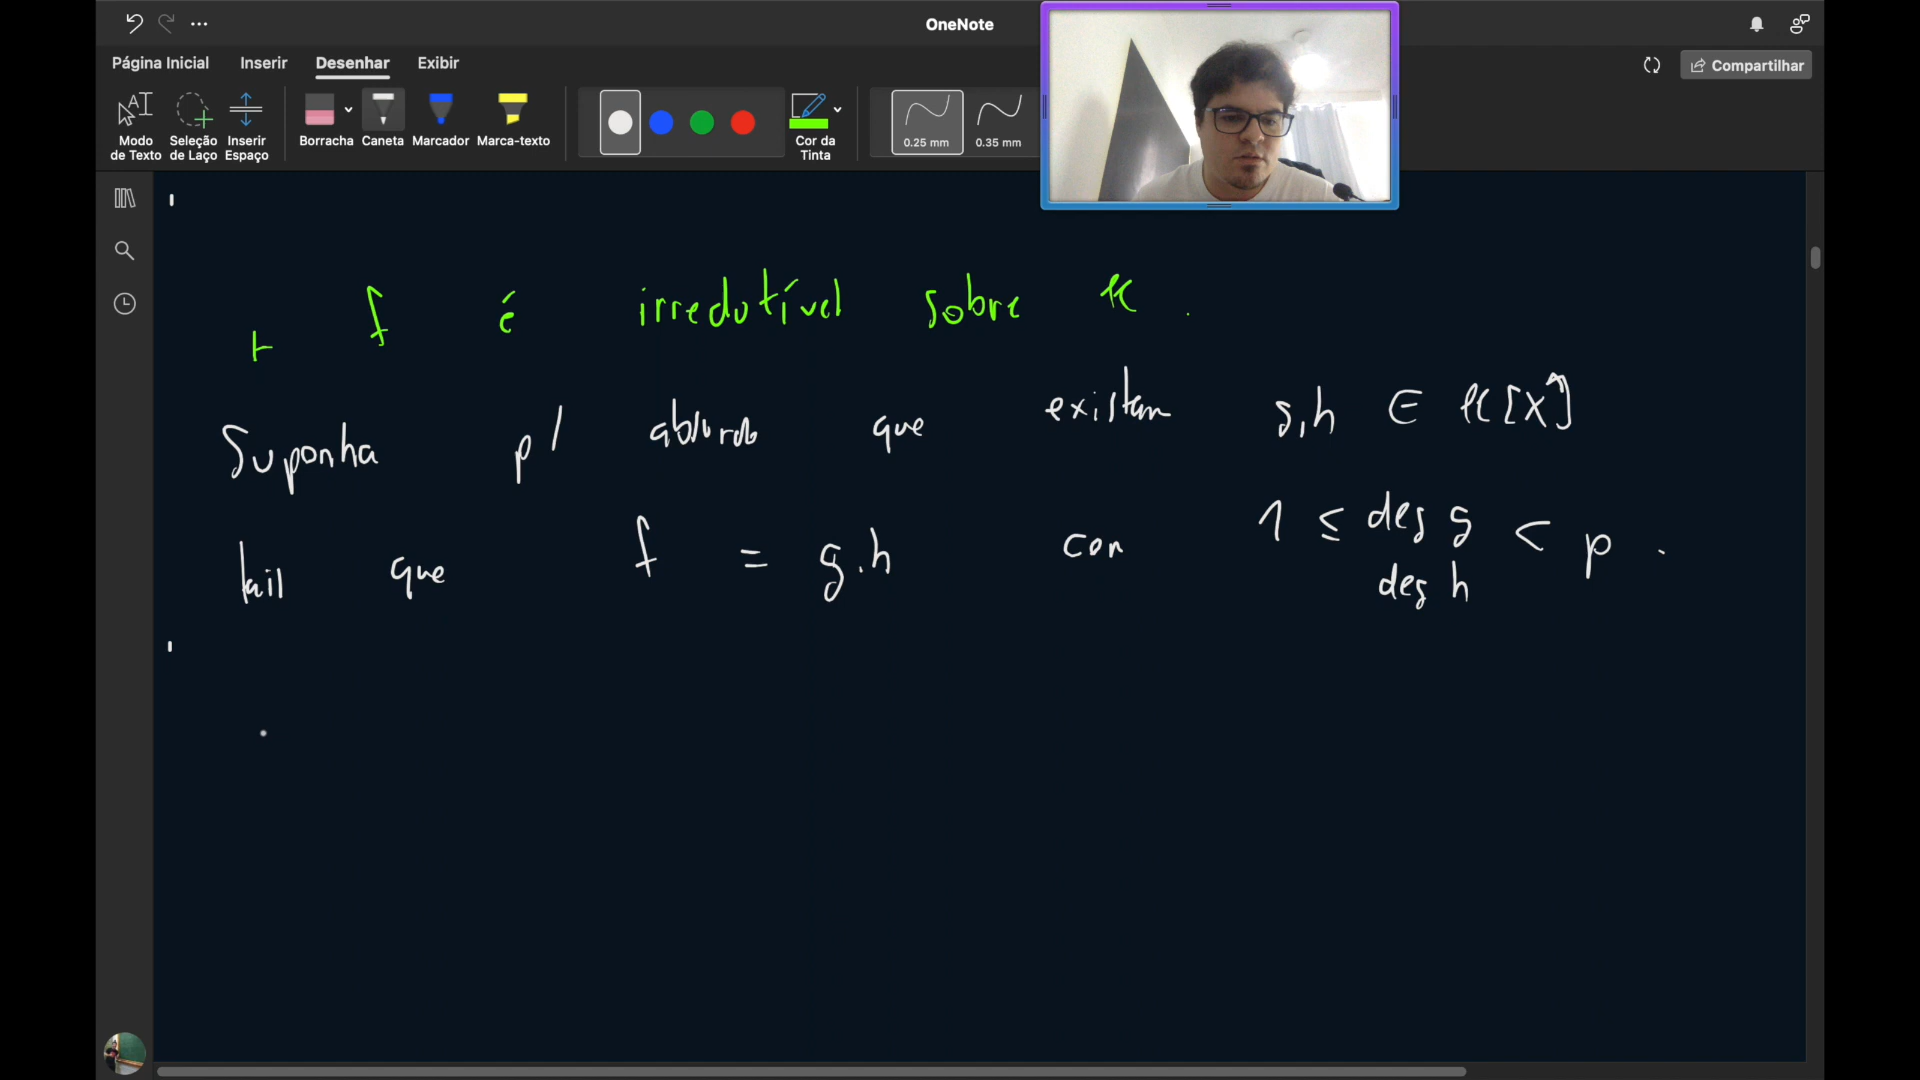 OneNote
Página Inicial Inserir Desenhar Exibir
Compartilhar
Modo de Texto
Seleção de Laço
Inserir Espaço
Borracha
Caneta
Marcador
Marca-texto
Cor da Tinta
0.25 mm
0.35 mm
⊢ f é irredutível sobre K.
Suponha p/ absurdo que existam g,h ∈ K[X]
tais que f = g.h com 1 ≤ deg g < p.
deg h